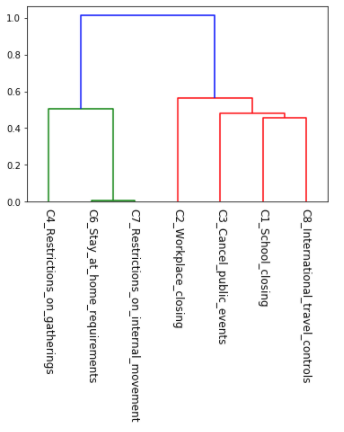 1.0
0.8
0.6
0.4
0.2
0.0
C4_Restrictions_on_gatherings
C6_Stay_at_home_requirements
C7_Restrictions_on_internal_movement
C2_Workplace_closing
C3_Cancel_public_events
C1_School_closing
C8_International_travel_controls